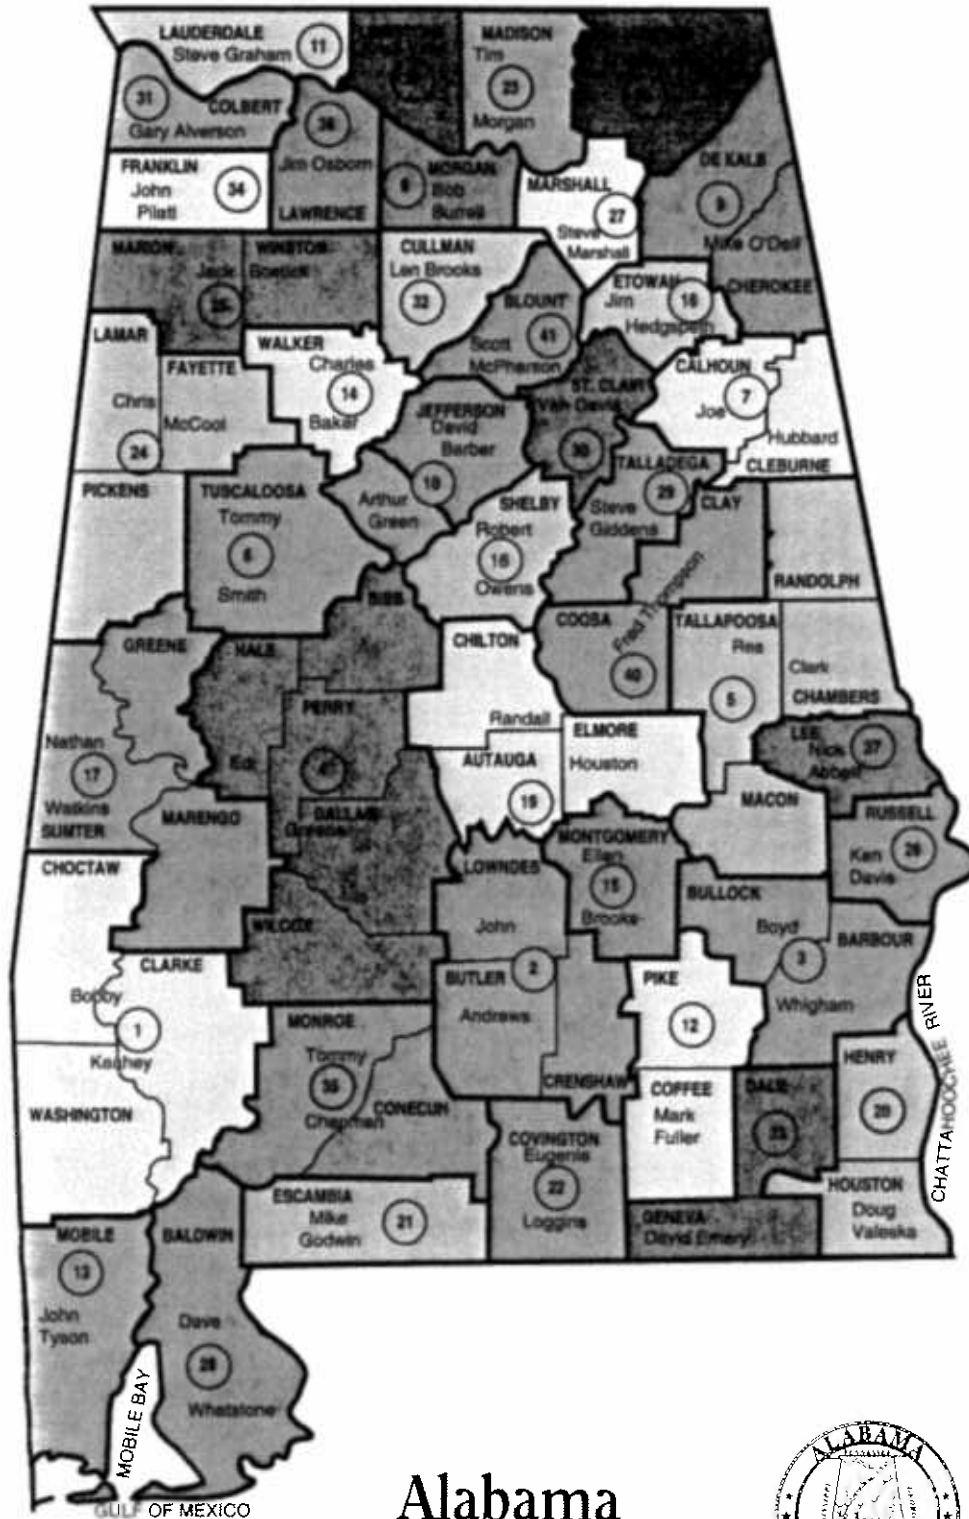 LAUDERDALE
Steve Graham
11
MADISON
Tim
23
Morgan
31
COLBERT
Gary Alverson
36
Jim Osborn
LAWRENCE
FRANKLIN
John
Pilati
34
8
MORGAN
Bob
Burrell
MARSHALL
27
Steve
Marshall
DE KALB
9
Mike O'Dell
CHEROKEE
MARION
WINSTON
Jack Bostick
25
CULLMAN
Len Brooks
32
BLOUNT
41
Scott
McPherson
ETOWAH
Jim
16
Hedgspeth
LAMAR
FAYETTE
Chris
McCool
24
WALKER
Charles
14
Baker
JEFFERSON
David
Barber
10
Arthur
Green
ST. CLAIR
Van Davis
30
CALHOUN
7
Joe
Hubbard
CLEBURNE
TALLADEGA
29
Steve
Giddens
CLAY
RANDOLPH
PICKENS
TUSCALOOSA
Tommy
6
Smith
SHELBY
Robert
Owens
BIBB
COOSA
Fred Thompson
40
TALLAPOOSA
Rea
Clark
5
CHAMBERS
GREENE
HALE
PERRY
Ed
Greene
DALLAS
WILCOX
CHILTON
Randall
AUTAUGA
19
ELMORE
Houston
LEE
Nick
Abbett
37
MACON
RUSSELL
Ken
Davis
26
Nathan
17
Watkins
SUMTER
MARENGO
CHOCTAW
MONTGOMERY
Ellen
15
Brooks
LOWNDES
John
2
BUTLER
Andrews
CRENSHAW
BULLOCK
Boyd
3
Whigham
BARBOUR
CLARKE
Bobby
1
Keahey
WASHINGTON
PIKE
12
COFFEE
Mark
Fuller
DALE
33
HENRY
20
HOUSTON
Doug
Valeska
CHATTAHOOCHEE RIVER
MONROE
Tommy
35
Chapman
CONECUH
COVINGTON
Eugenia
22
Loggins
GENEVA
David Emery
ESCAMBIA
Mike
Godwin
21
MOBILE
13
John
Tyson
BALDWIN
Dave
28
Whetstone
MOBILE BAY
GULF OF MEXICO
Alabama
ALABAMA